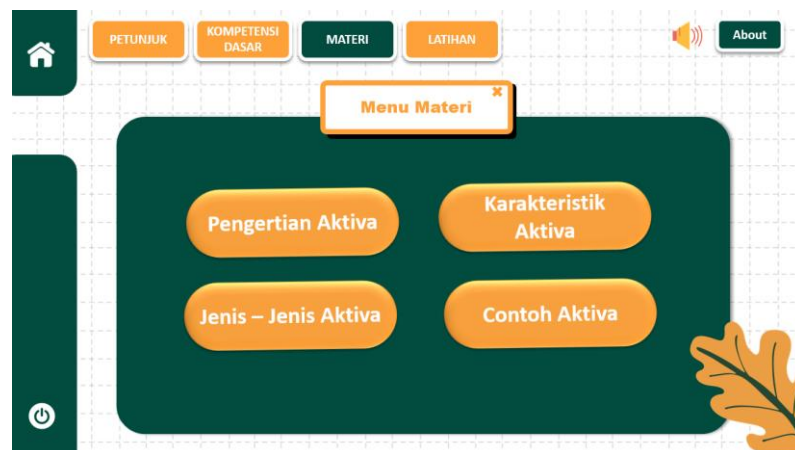 PETUNJUK
KOMPETENSI
DASAR
MATERI
LATIHAN
About
Menu Materi
Pengertian Aktiva
Karakteristik
Aktiva
Jenis – Jenis Aktiva
Contoh Aktiva